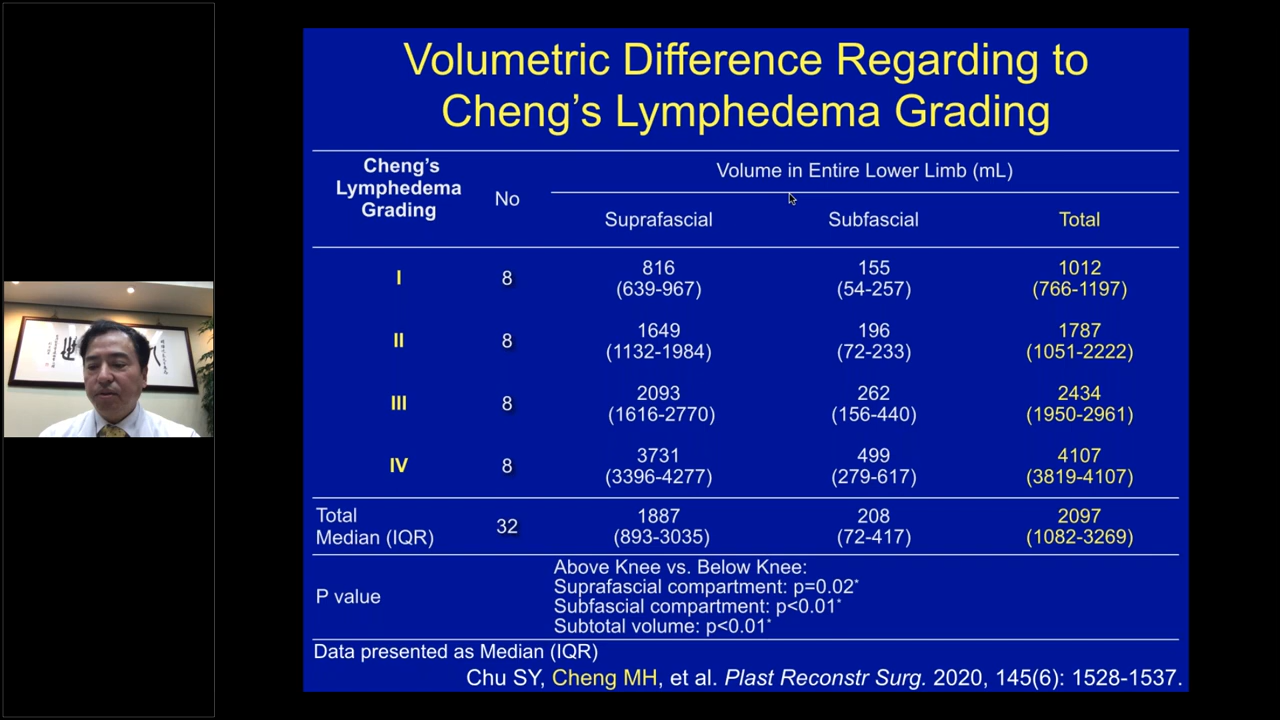 Volumetric Difference Regarding to
Cheng's Lymphedema Grading
Cheng's
Lymphedema
Grading
No
Volume in Entire Lower Limb (mL)
Suprafascial Subfascial Total
I 8 816 155 1012
(639-967) (54-257) (766-1197)
II 8 1649 196 1787
(1132-1984) (72-233) (1051-2222)
III 8 2093 262 2434
(1616-2770) (156-440) (1950-2961)
IV 8 3731 499 4107
(3396-4277) (279-617) (3819-4107)
Total 32 1887 208 2097
Median (IQR) (893-3035) (72-417) (1082-3269)
P value
Above Knee vs. Below Knee:
Suprafascial compartment: p=0.02*
Subfascial compartment: p<0.01*
Subtotal volume: p<0.01*
Data presented as Median (IQR)
Chu SY, Cheng MH, et al. Plast Reconstr Surg. 2020, 145(6): 1528-1537.